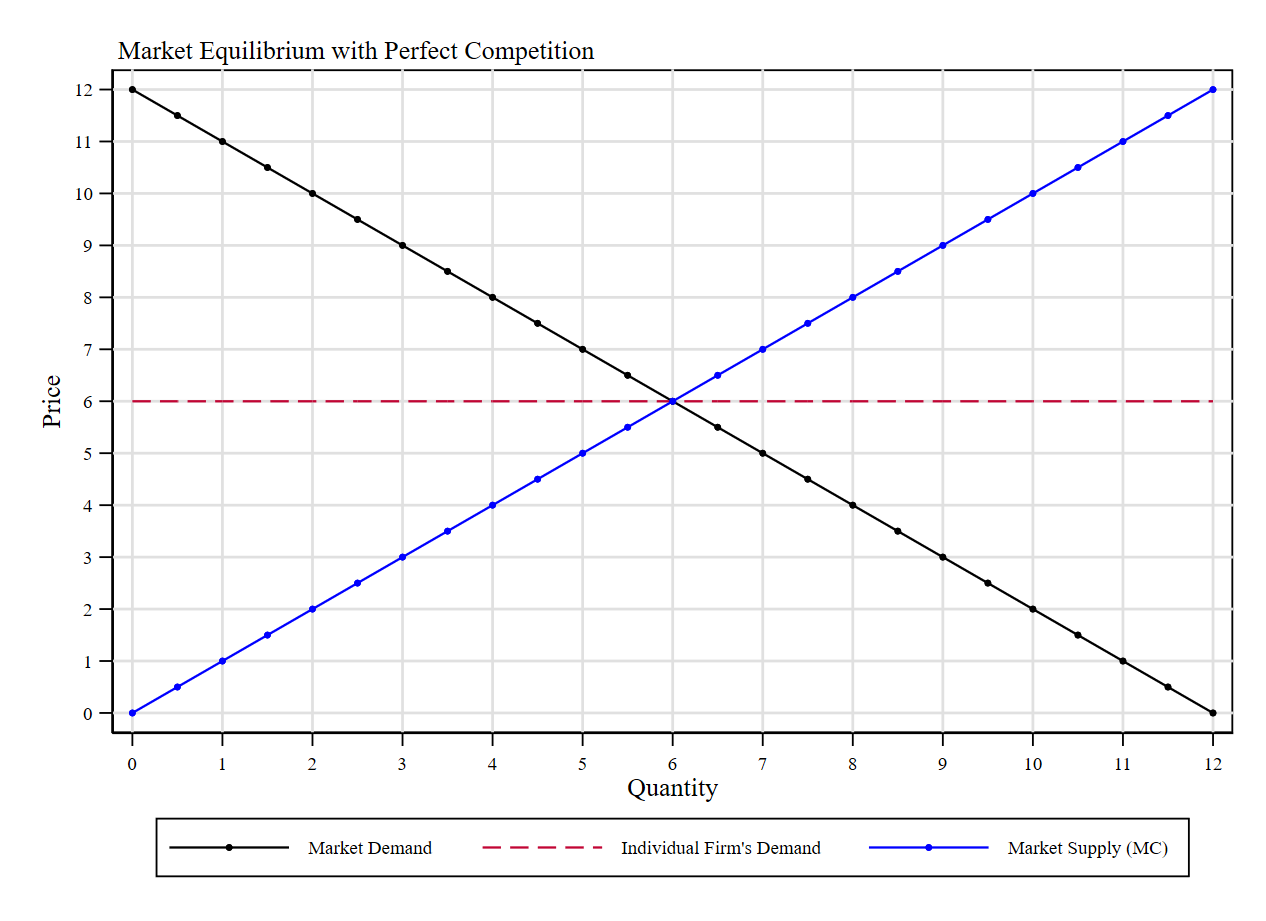 Market Equilibrium with Perfect Competition
12
11
10
9
8
7
6
5
4
3
2
1
0
Price
0 1 2 3 4 5 6 7 8 9 10 11 12
Quantity
Market Demand Individual Firm's Demand Market Supply (MC)